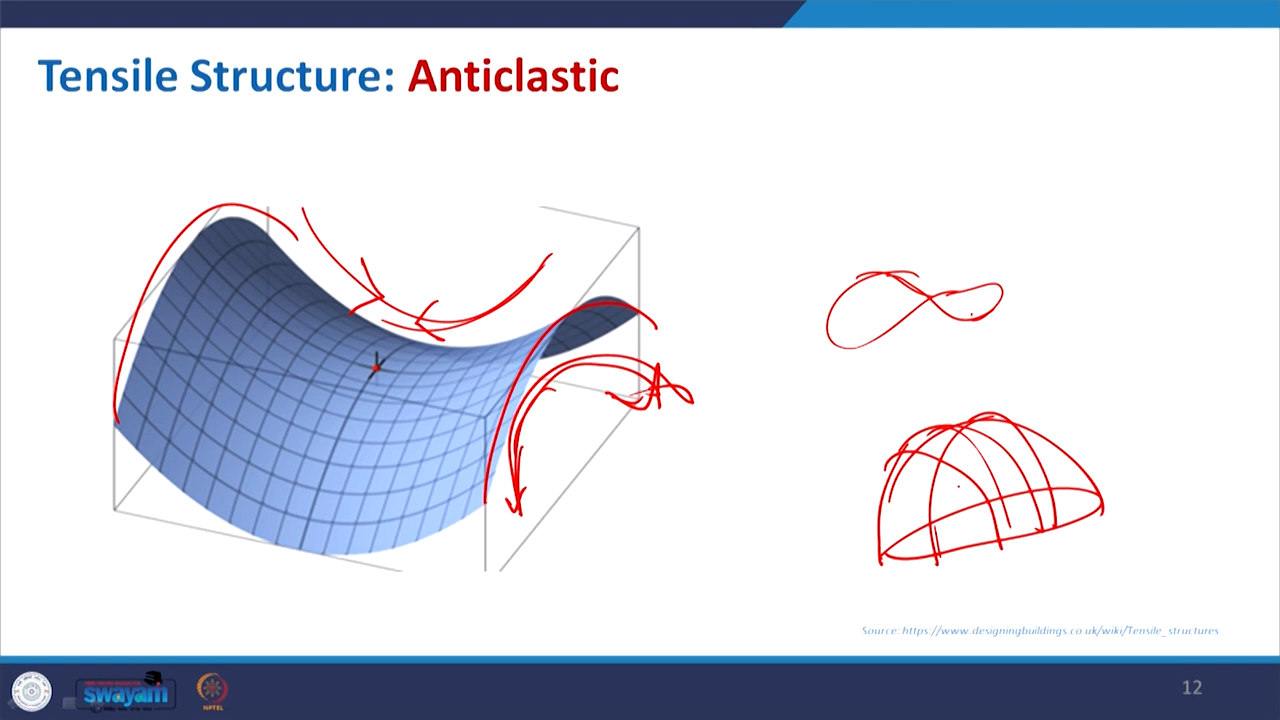 Tensile Structure: Anticlastic
Source: https://www.designingbuildings.co.uk/wiki/Tensile_structures
swayam
NPTEL
12